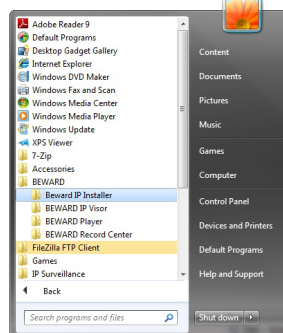 Adobe Reader 9
Default Programs
Desktop Gadget Gallery
Internet Explorer
Windows DVD Maker
Windows Fax and Scan
Windows Media Center
Windows Media Player
Windows Update
XPS Viewer
7-Zip
Accessories
BEWARD
Beward IP Installer
BEWARD IP Visor
BEWARD Player
BEWARD Record Center
FileZilla FTP Client
Games
IP Surveillance
Back
Search programs and files
Content
Documents
Pictures
Music
Games
Computer
Control Panel
Devices and Printers
Default Programs
Help and Support
Shut down